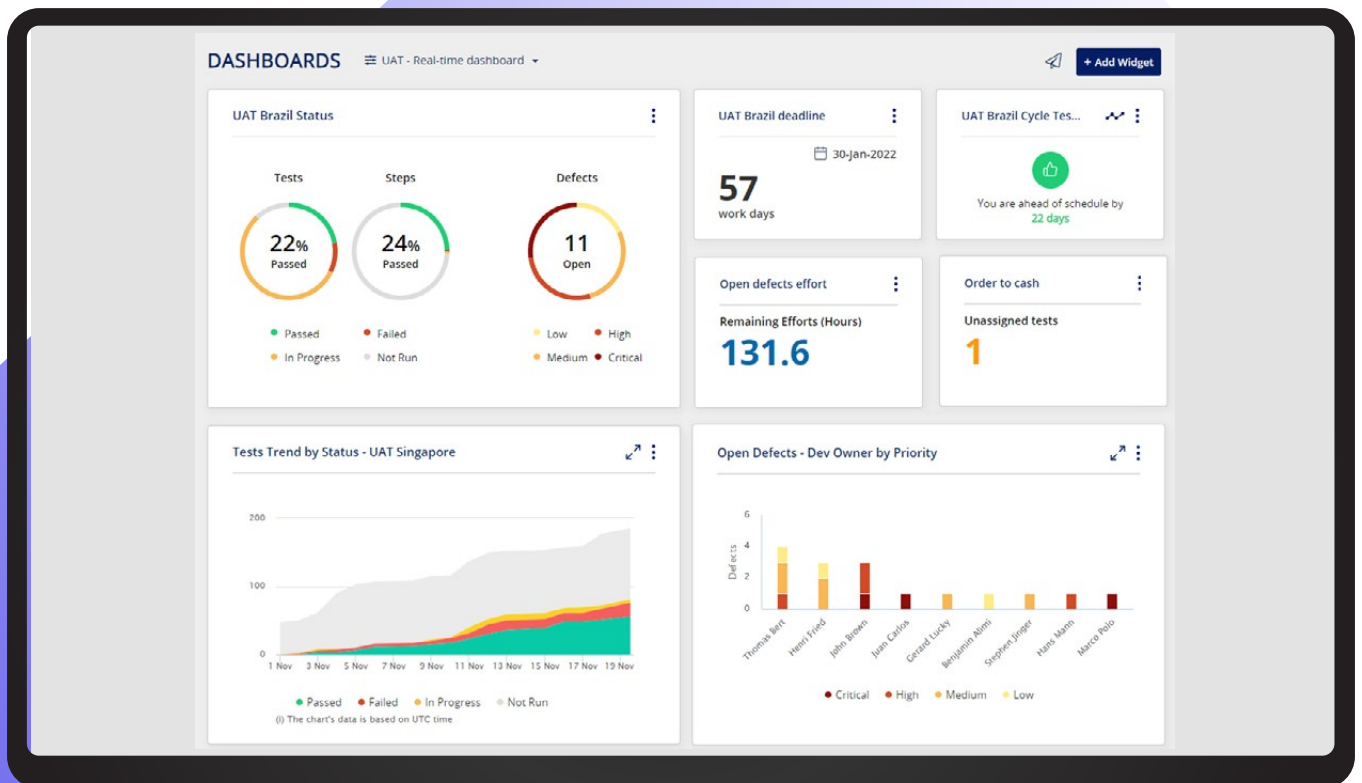 DASHBOARDS UAT - Real-time dashboard
+ Add Widget
UAT Brazil Status
Tests Steps Defects
22% Passed
24% Passed
11 Open
Passed Failed
In Progress Not Run
Low High
Medium Critical
UAT Brazil deadline
30-Jan-2022
57
work days
UAT Brazil Cycle Tes...
You are ahead of schedule by
22 days
Open defects effort
Remaining Efforts (Hours)
131.6
Order to cash
Unassigned tests
1
Tests Trend by Status - UAT Singapore
200
100
0
1 Nov 3 Nov 5 Nov 7 Nov 9 Nov 11 Nov 13 Nov 15 Nov 17 Nov 19 Nov
Passed Failed In Progress Not Run
(i) The chart's data is based on UTC time
Open Defects - Dev Owner by Priority
Defects
6
4
2
0
Thomas Bert Henri Fried John Brown Juan Carlos Gerard Lucky Benjamin Alimi Stephen Jinger Hans Mann Marco Polo
Critical High Medium Low